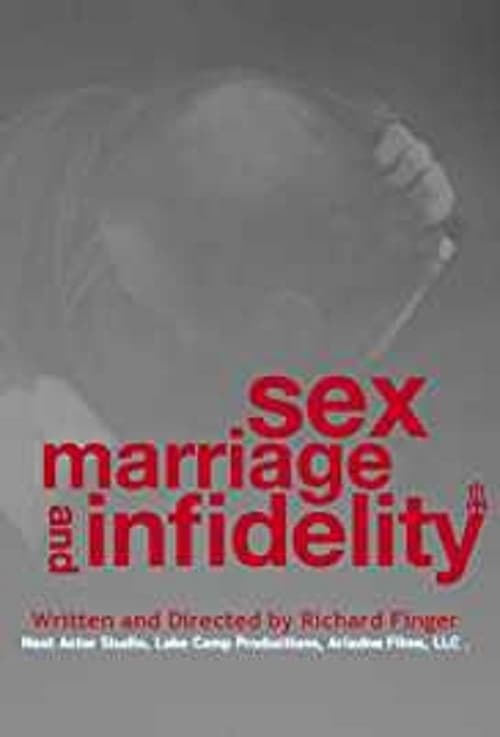 sex
marriage
and infidelity
Written and Directed by Richard Finger
Next Actor Studio, Lake Camp Productions, Ariadne Films, LLC .